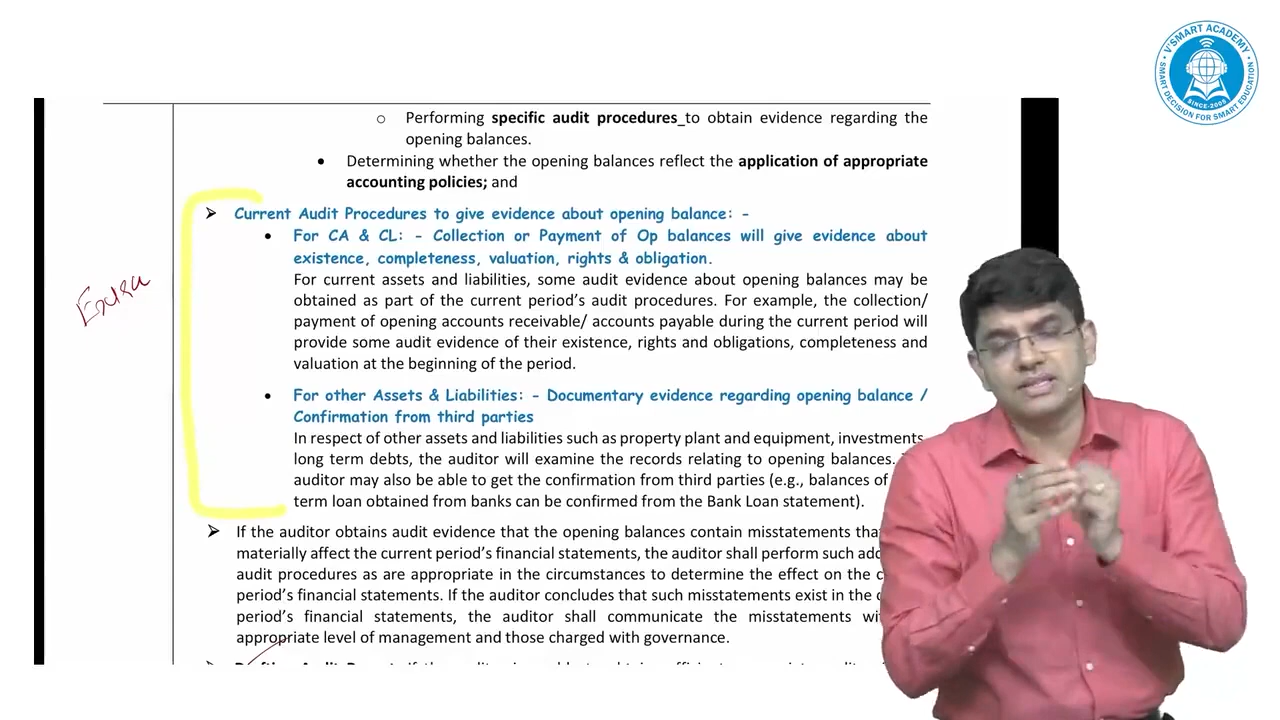 V'SMART ACADEMY
SINCE-2005
SMART DECISION FOR SMART EDUCATION
○ Performing specific audit procedures to obtain evidence regarding the
opening balances.
• Determining whether the opening balances reflect the application of appropriate
accounting policies; and
➢ Current Audit Procedures to give evidence about opening balance: -
• For CA & CL: - Collection or Payment of Op balances will give evidence about
existence, completeness, valuation, rights & obligation.
For current assets and liabilities, some audit evidence about opening balances may be
obtained as part of the current period's audit procedures. For example, the collection/
payment of opening accounts receivable/ accounts payable during the current period will
provide some audit evidence of their existence, rights and obligations, completeness and
valuation at the beginning of the period.
• For other Assets & Liabilities: - Documentary evidence regarding opening balance /
Confirmation from third parties
In respect of other assets and liabilities such as property plant and equipment, investments
long term debts, the auditor will examine the records relating to opening balances.
auditor may also be able to get the confirmation from third parties (e.g., balances of
term loan obtained from banks can be confirmed from the Bank Loan statement).
➢ If the auditor obtains audit evidence that the opening balances contain misstatements
materially affect the current period's financial statements, the auditor shall perform such
audit procedures as are appropriate in the circumstances to determine the effect on the
period's financial statements. If the auditor concludes that such misstatements exist in the
period's financial statements, the auditor shall communicate the misstatements
appropriate level of management and those charged with governance.